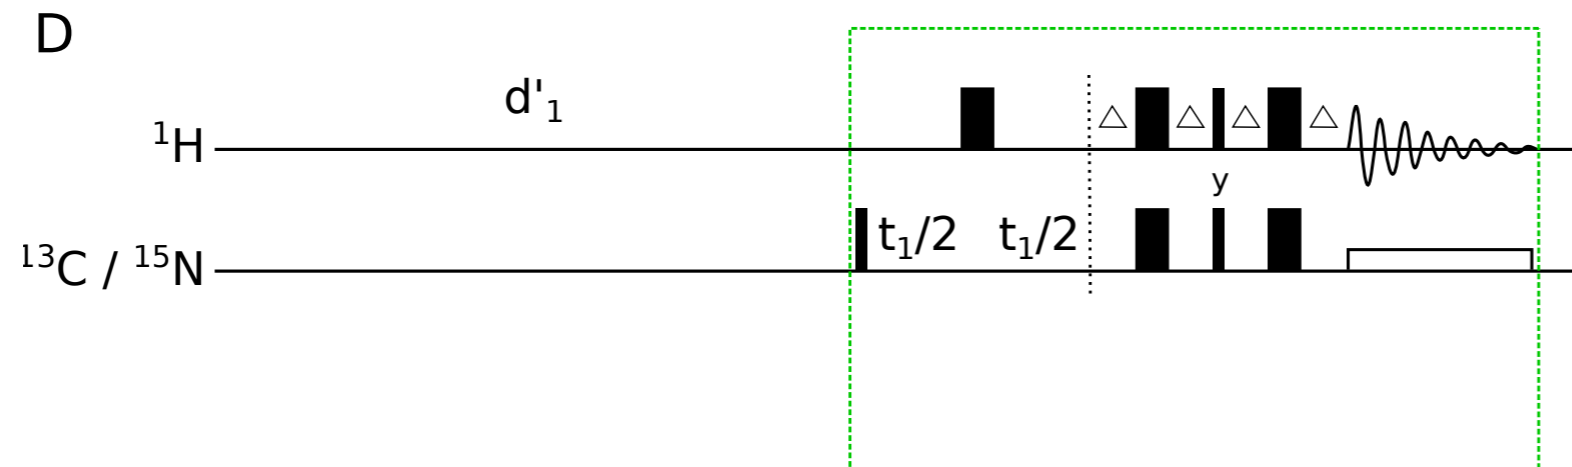 D
d'₁
¹H △ △ △ △
y
¹³C / ¹⁵N t₁/2 t₁/2